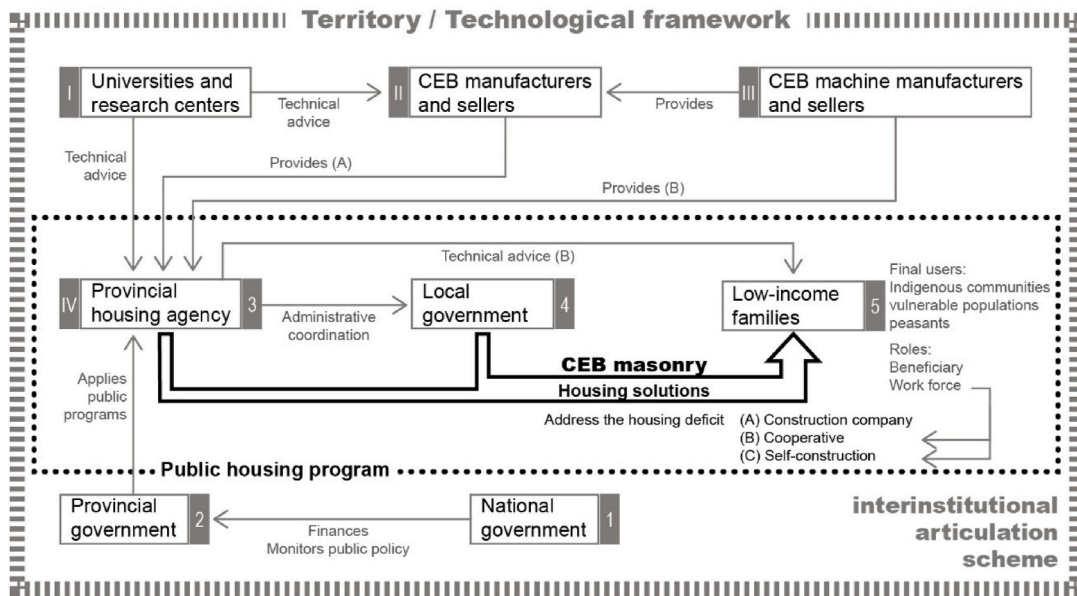 Territory / Technological framework
I
Universities and
research centers
Technical
advice
II
CEB manufacturers
and sellers
Provides
III
CEB machine manufacturers
and sellers
Technical
advice
Provides (A)
Provides (B)
Technical advice (B)
IV
Provincial
housing agency
3
Administrative
coordination
Local
government
4
Low-income
families
5
Final users:
Indigenous communities
vulnerable populations
peasants
Roles:
Beneficiary
Work force
Applies
public
programs
CEB masonry
Housing solutions
Address the housing deficit
(A) Construction company
(B) Cooperative
(C) Self-construction
Public housing program
Provincial
government
2
Finances
Monitors public policy
National
government
1
interinstitutional
articulation
scheme